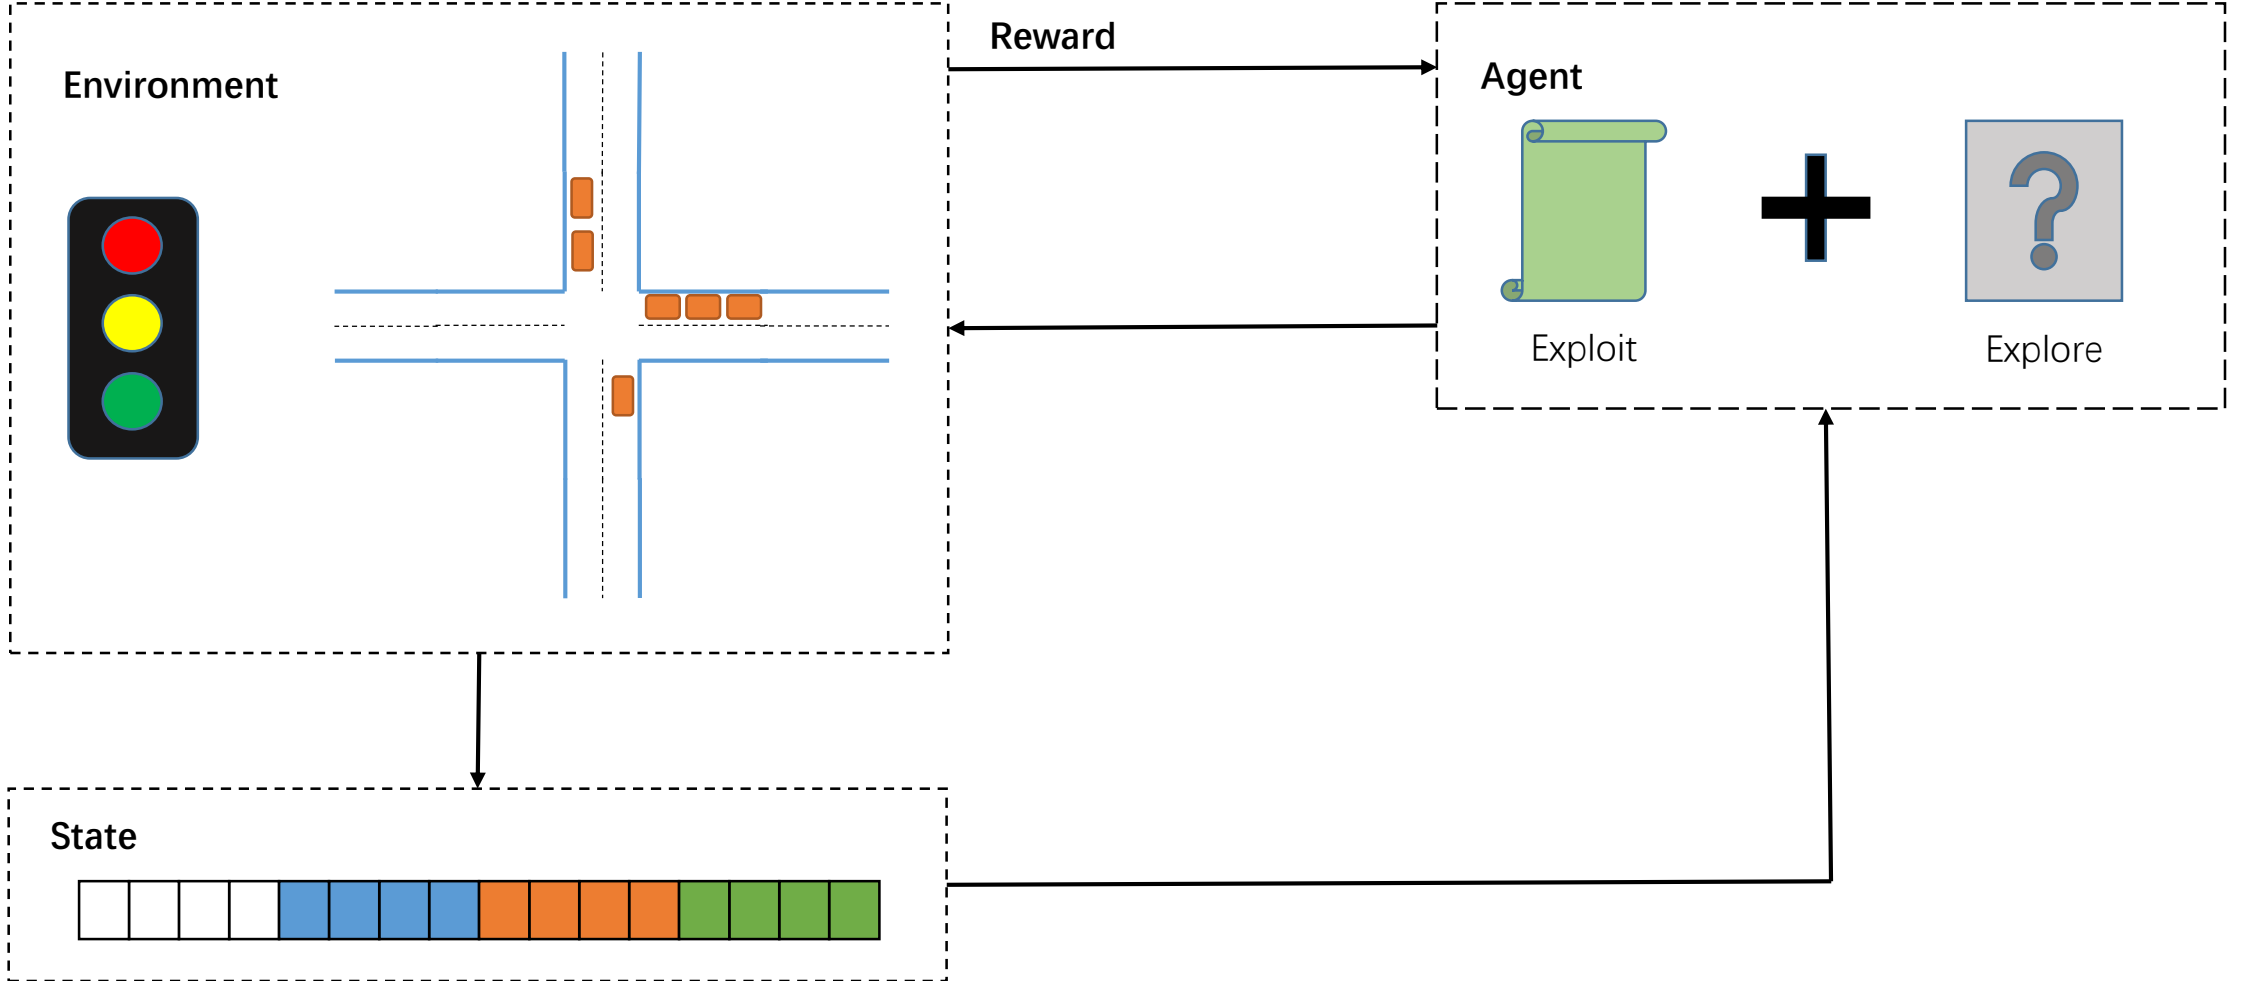 Environment
Reward
Agent
Exploit
Explore
State